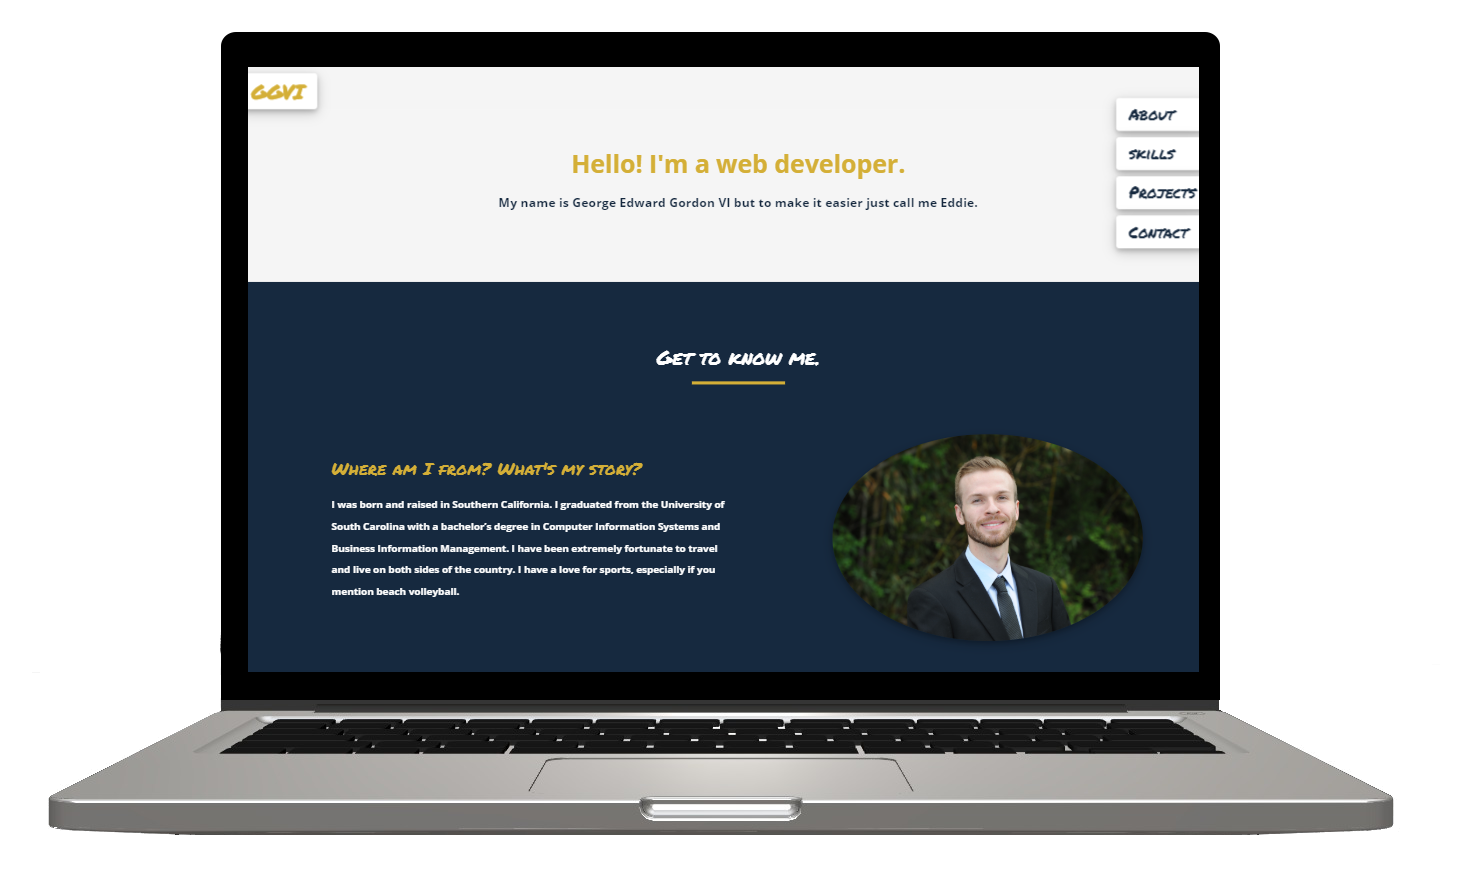 GGVI
About
Skills
Projects
Contact
Hello! I'm a web developer.
My name is George Edward Gordon VI but to make it easier just call me Eddie.
Get to know me.
Where am I from? What's my story?
I was born and raised in Southern California. I graduated from the University of
South Carolina with a bachelor's degree in Computer Information Systems and
Business Information Management. I have been extremely fortunate to travel
and live on both sides of the country. I have a love for sports, especially if you
mention beach volleyball.